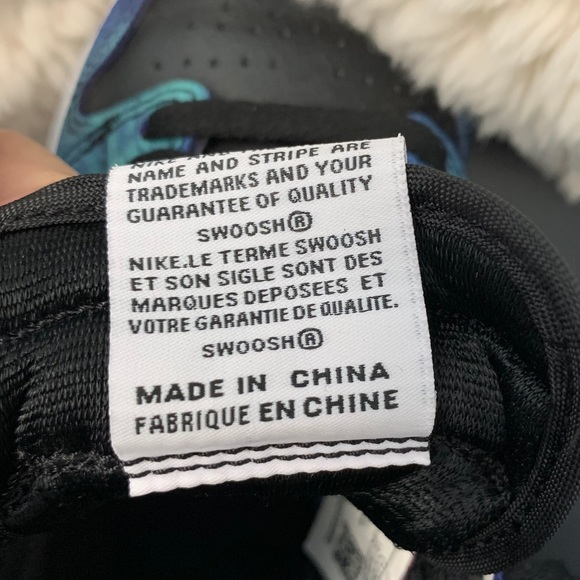 NAME AND STRIPE ARE
TRADEMARKS AND YOUR
GUARANTEE OF QUALITY
SWOOSH®
NIKE.LE TERME SWOOSH
ET SON SIGLE SONT DES
MARQUES DEPOSEES ET
VOTRE GARANTIE DE QUALITE.
SWOOSH®
MADE IN CHINA
FABRIQUE EN CHINE